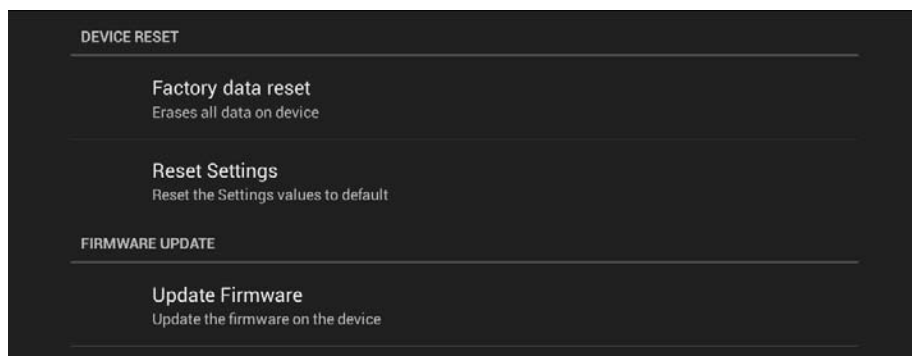 DEVICE RESET
Factory data reset
Erases all data on device
Reset Settings
Reset the Settings values to default
FIRMWARE UPDATE
Update Firmware
Update the firmware on the device